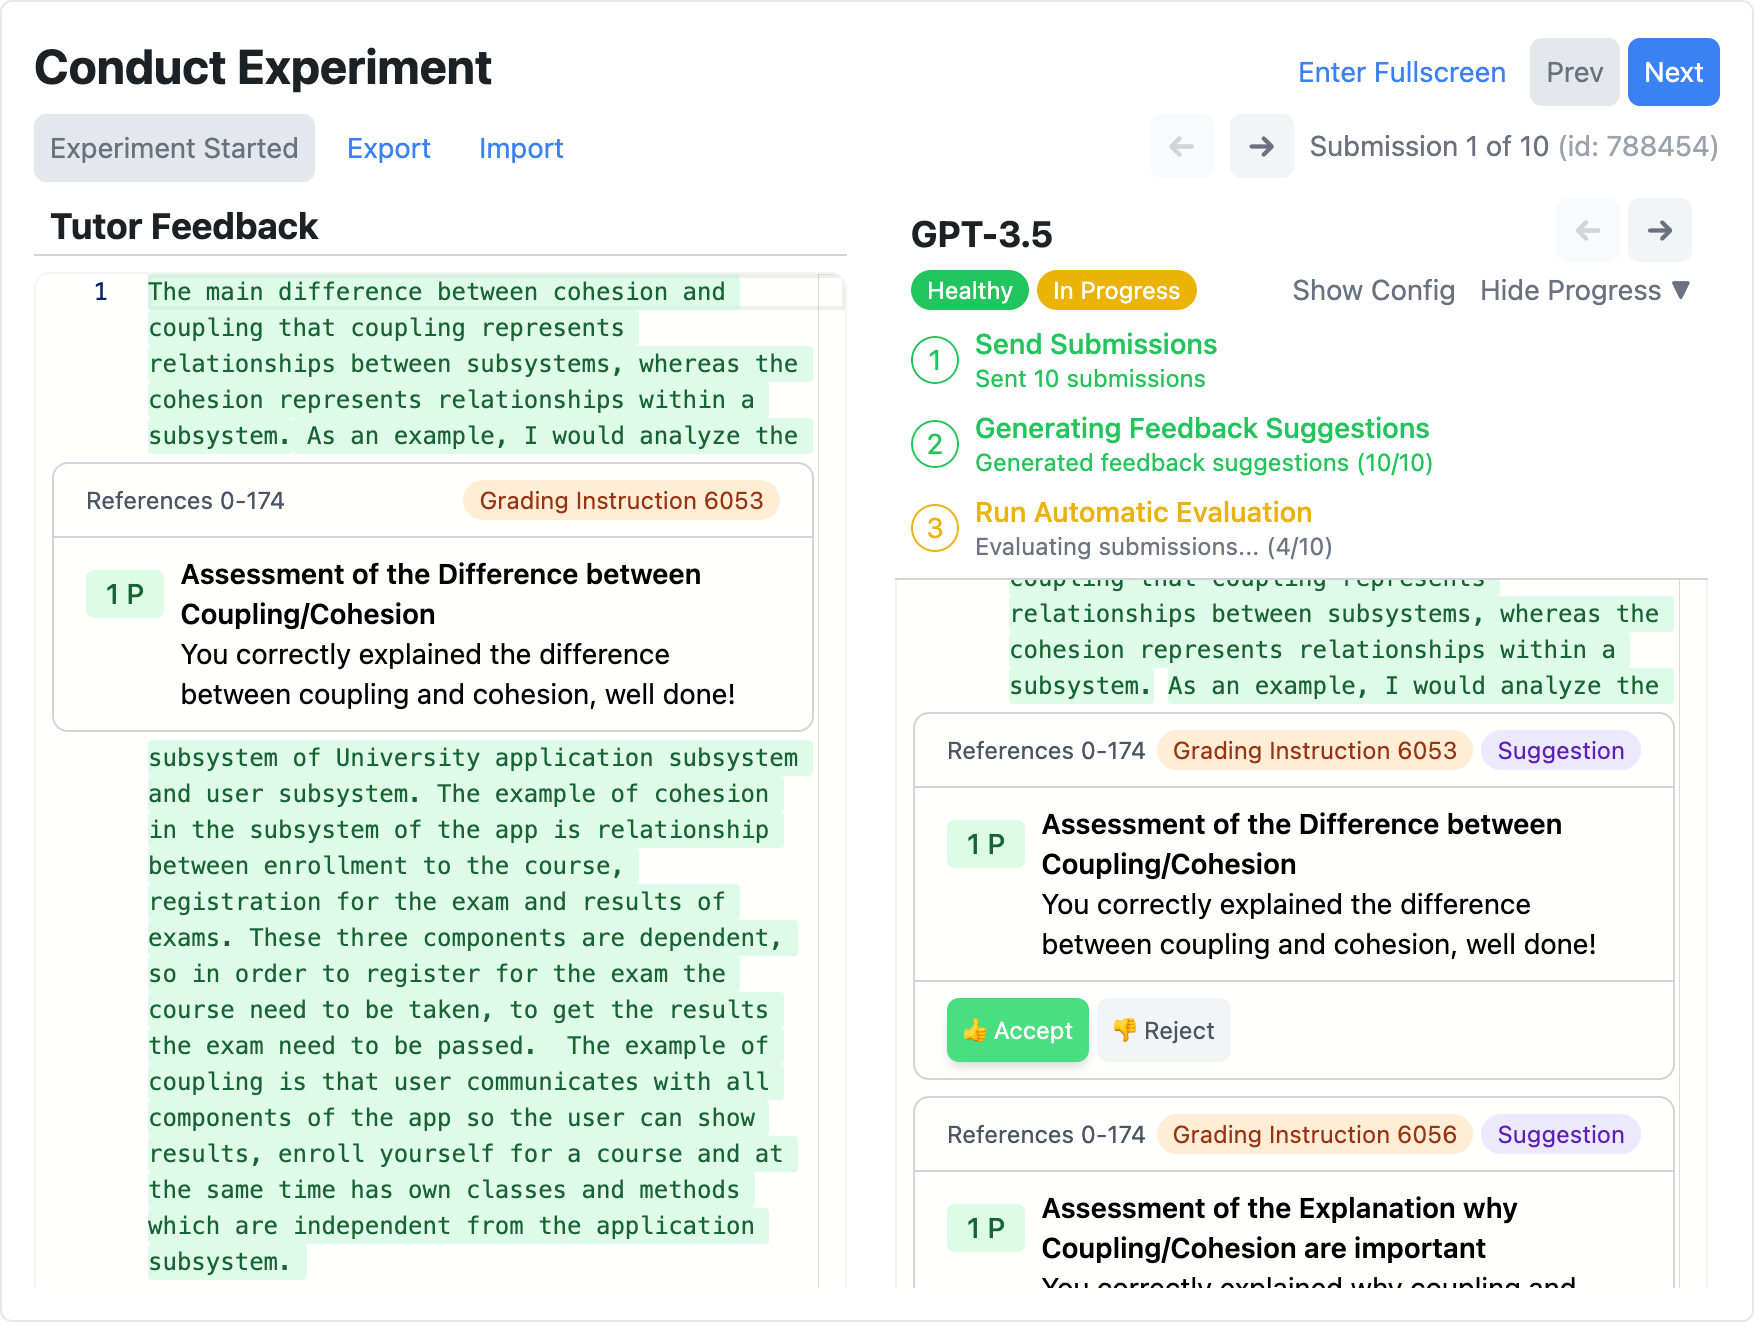 Conduct Experiment
Enter Fullscreen Prev Next
Experiment Started Export Import
← → Submission 1 of 10 (id: 788454)
Tutor Feedback
1 The main difference between cohesion and
coupling that coupling represents
relationships between subsystems, whereas the
cohesion represents relationships within a
subsystem. As an example, I would analyze the
References 0-174 Grading Instruction 6053
1 P
Assessment of the Difference between
Coupling/Cohesion
You correctly explained the difference
between coupling and cohesion, well done!
subsystem of University application subsystem
and user subsystem. The example of cohesion
in the subsystem of the app is relationship
between enrollment to the course,
registration for the exam and results of
exams. These three components are dependent,
so in order to register for the exam the
course need to be taken, to get the results
the exam need to be passed.  The example of
coupling is that user communicates with all
components of the app so the user can show
results, enroll yourself for a course and at
the same time has own classes and methods
which are independent from the application
subsystem.
GPT-3.5
← →
Healthy In Progress Show Config Hide Progress ▼
1 Send Submissions
Sent 10 submissions
2 Generating Feedback Suggestions
Generated feedback suggestions (10/10)
3 Run Automatic Evaluation
Evaluating submissions... (4/10)
coupling that coupling represents
relationships between subsystems, whereas the
cohesion represents relationships within a
subsystem. As an example, I would analyze the
References 0-174 Grading Instruction 6053 Suggestion
1 P
Assessment of the Difference between
Coupling/Cohesion
You correctly explained the difference
between coupling and cohesion, well done!
👍 Accept 👎 Reject
References 0-174 Grading Instruction 6056 Suggestion
1 P
Assessment of the Explanation why
Coupling/Cohesion are important
You correctly explained why coupling and